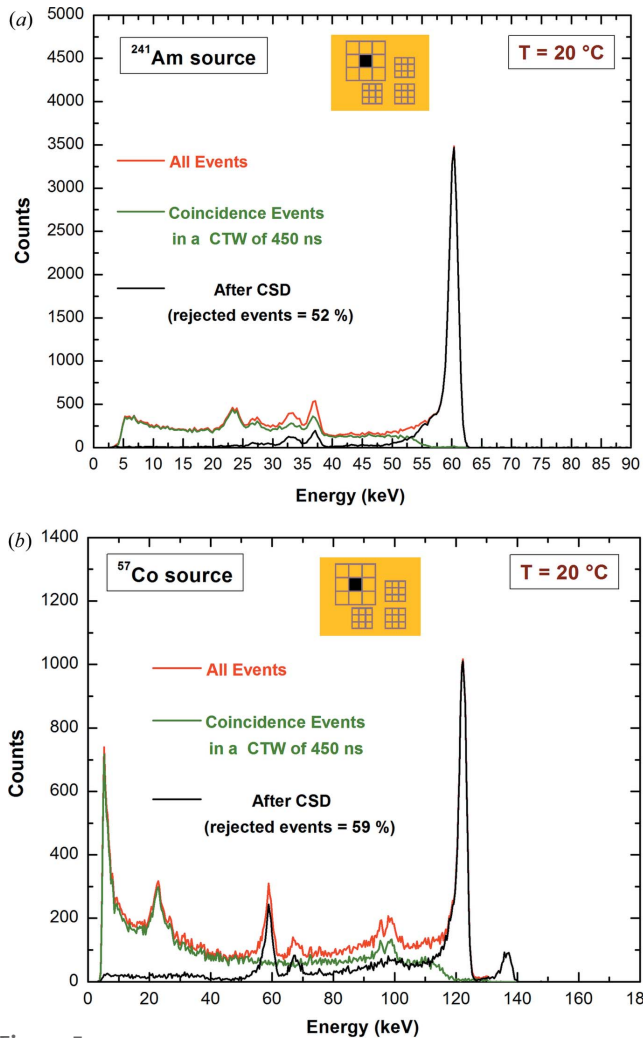 (a)
5000
4500
4000
3500
3000
2500
2000
1500
1000
500
0
Counts
²⁴¹Am source
T = 20 °C
All Events
Coincidence Events
in a CTW of 450 ns
After CSD
(rejected events = 52 %)
0 5 10 15 20 25 30 35 40 45 50 55 60 65 70 75 80 85 90
Energy (keV)
(b)
1400
1200
1000
800
600
400
200
0
Counts
⁵⁷Co source
T = 20 °C
All Events
Coincidence Events
in a CTW of 450 ns
After CSD
(rejected events = 59 %)
0 20 40 60 80 100 120 140 160 180
Energy (keV)